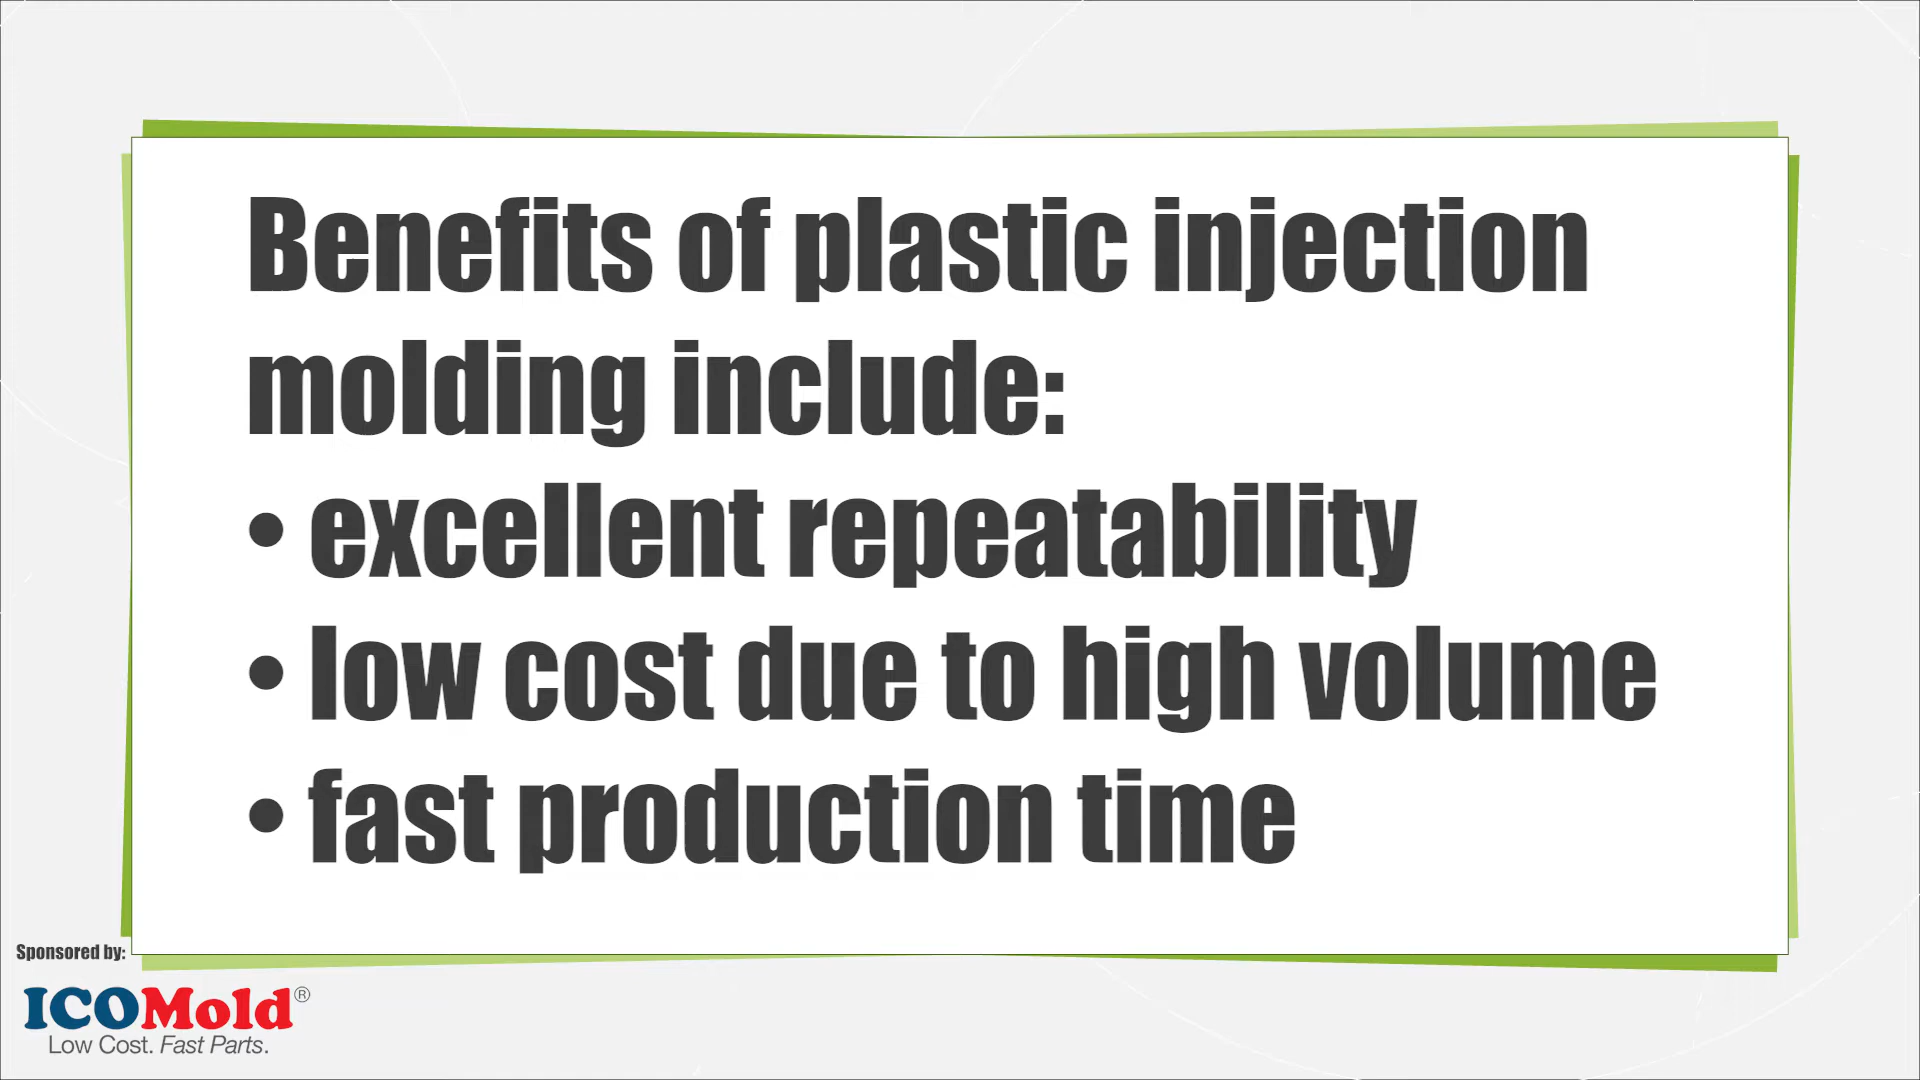 Benefits of plastic injection
molding include:
• excellent repeatability
• low cost due to high volume
• fast production time
Sponsored by:
ICOMold®
Low Cost. Fast Parts.